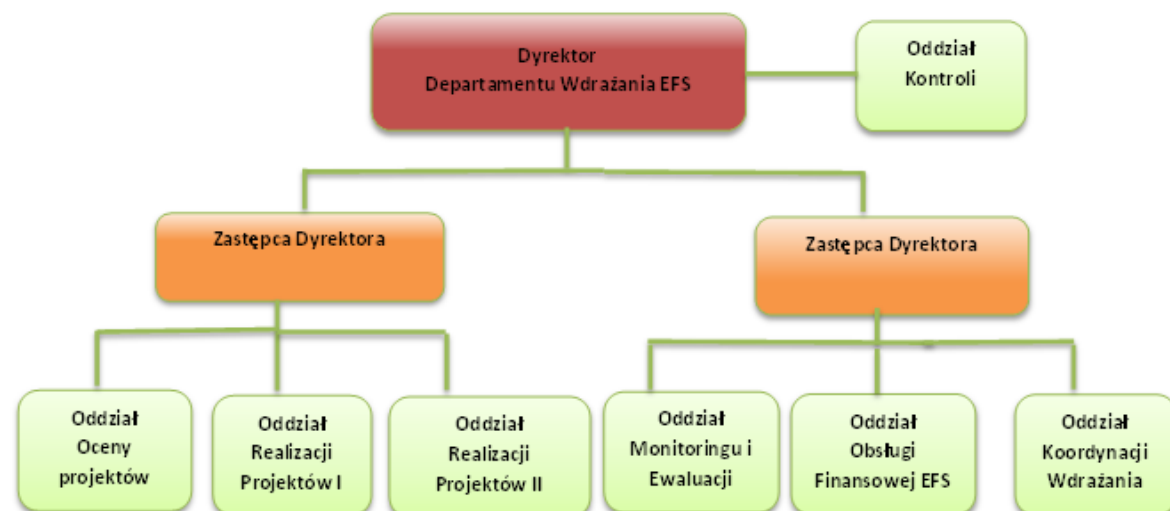 Dyrektor
Departamentu Wdrażania EFS
Oddział
Kontroli
Zastępca Dyrektora
Zastępca Dyrektora
Oddział
Oceny
projektów
Oddział
Realizacji
Projektów I
Oddział
Realizacji
Projektów II
Oddział
Monitoringu i
Ewaluacji
Oddział
Obsługi
Finansowej EFS
Oddział
Koordynacji
Wdrażania